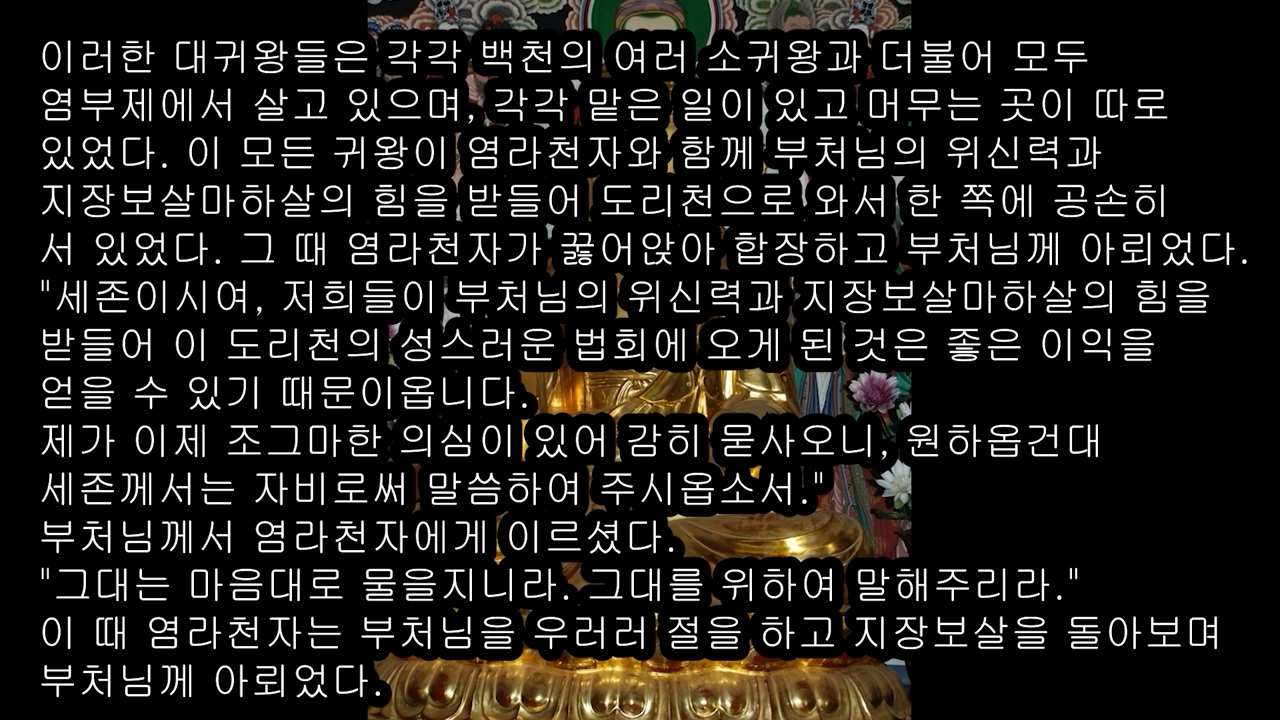 이러한 대귀왕들은 각각 백천의 여러 소귀왕과 더불어 모두
염부제에서 살고 있으며, 각각 맡은 일이 있고 머무는 곳이 따로
있었다. 이 모든 귀왕이 염라천자와 함께 부처님의 위신력과
지장보살마하살의 힘을 받들어 도리천으로 와서 한 쪽에 공손히
서 있었다. 그 때 염라천자가 꿇어앉아 합장하고 부처님께 아뢰었다.
"세존이시여, 저희들이 부처님의 위신력과 지장보살마하살의 힘을
받들어 이 도리천의 성스러운 법회에 오게 된 것은 좋은 이익을
얻을 수 있기 때문이옵니다.
제가 이제 조그마한 의심이 있어 감히 묻사오니, 원하옵건대
세존께서는 자비로써 말씀하여 주시옵소서."
부처님께서 염라천자에게 이르셨다.
"그대는 마음대로 물을지니라. 그대를 위하여 말해주리라."
이 때 염라천자는 부처님을 우러러 절을 하고 지장보살을 돌아보며
부처님께 아뢰었다.